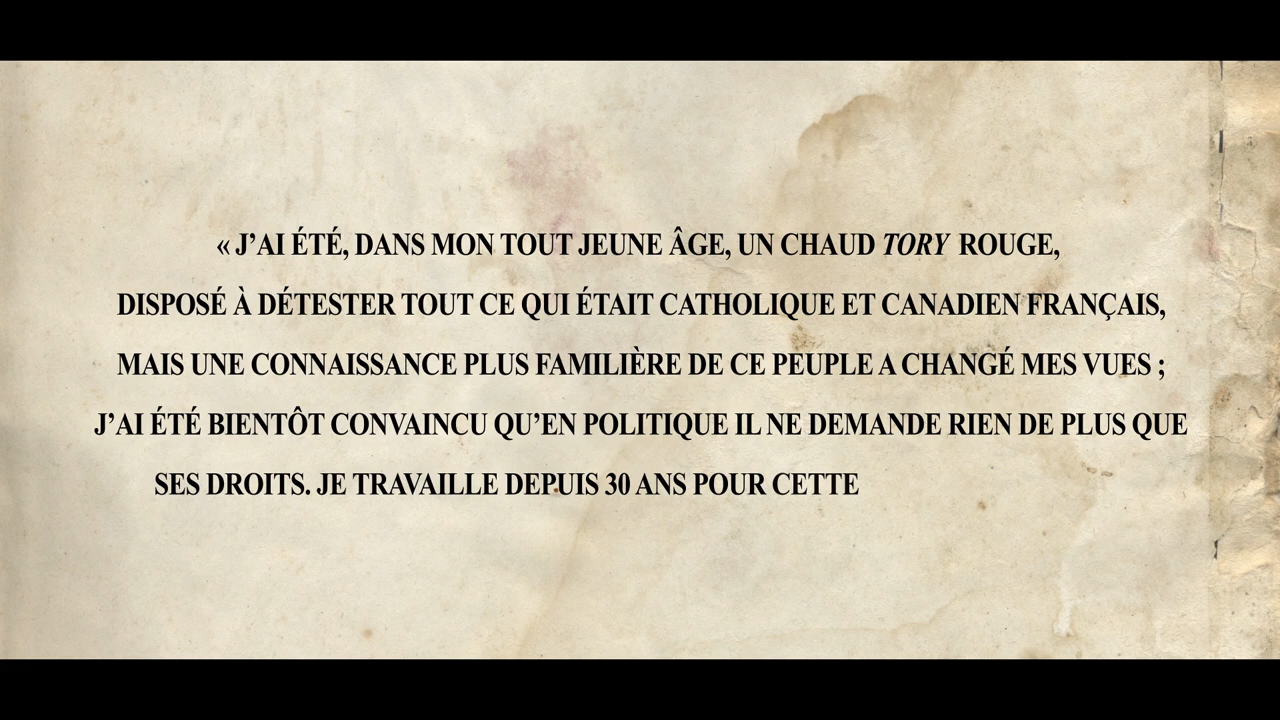 « J’AI ÉTÉ, DANS MON TOUT JEUNE ÂGE, UN CHAUD TORY ROUGE,
DISPOSÉ À DÉTESTER TOUT CE QUI ÉTAIT CATHOLIQUE ET CANADIEN FRANÇAIS,
MAIS UNE CONNAISSANCE PLUS FAMILIÈRE DE CE PEUPLE A CHANGÉ MES VUES ;
J’AI ÉTÉ BIENTÔT CONVAINCU QU’EN POLITIQUE IL NE DEMANDE RIEN DE PLUS QUE
SES DROITS. JE TRAVAILLE DEPUIS 30 ANS POUR CETTE